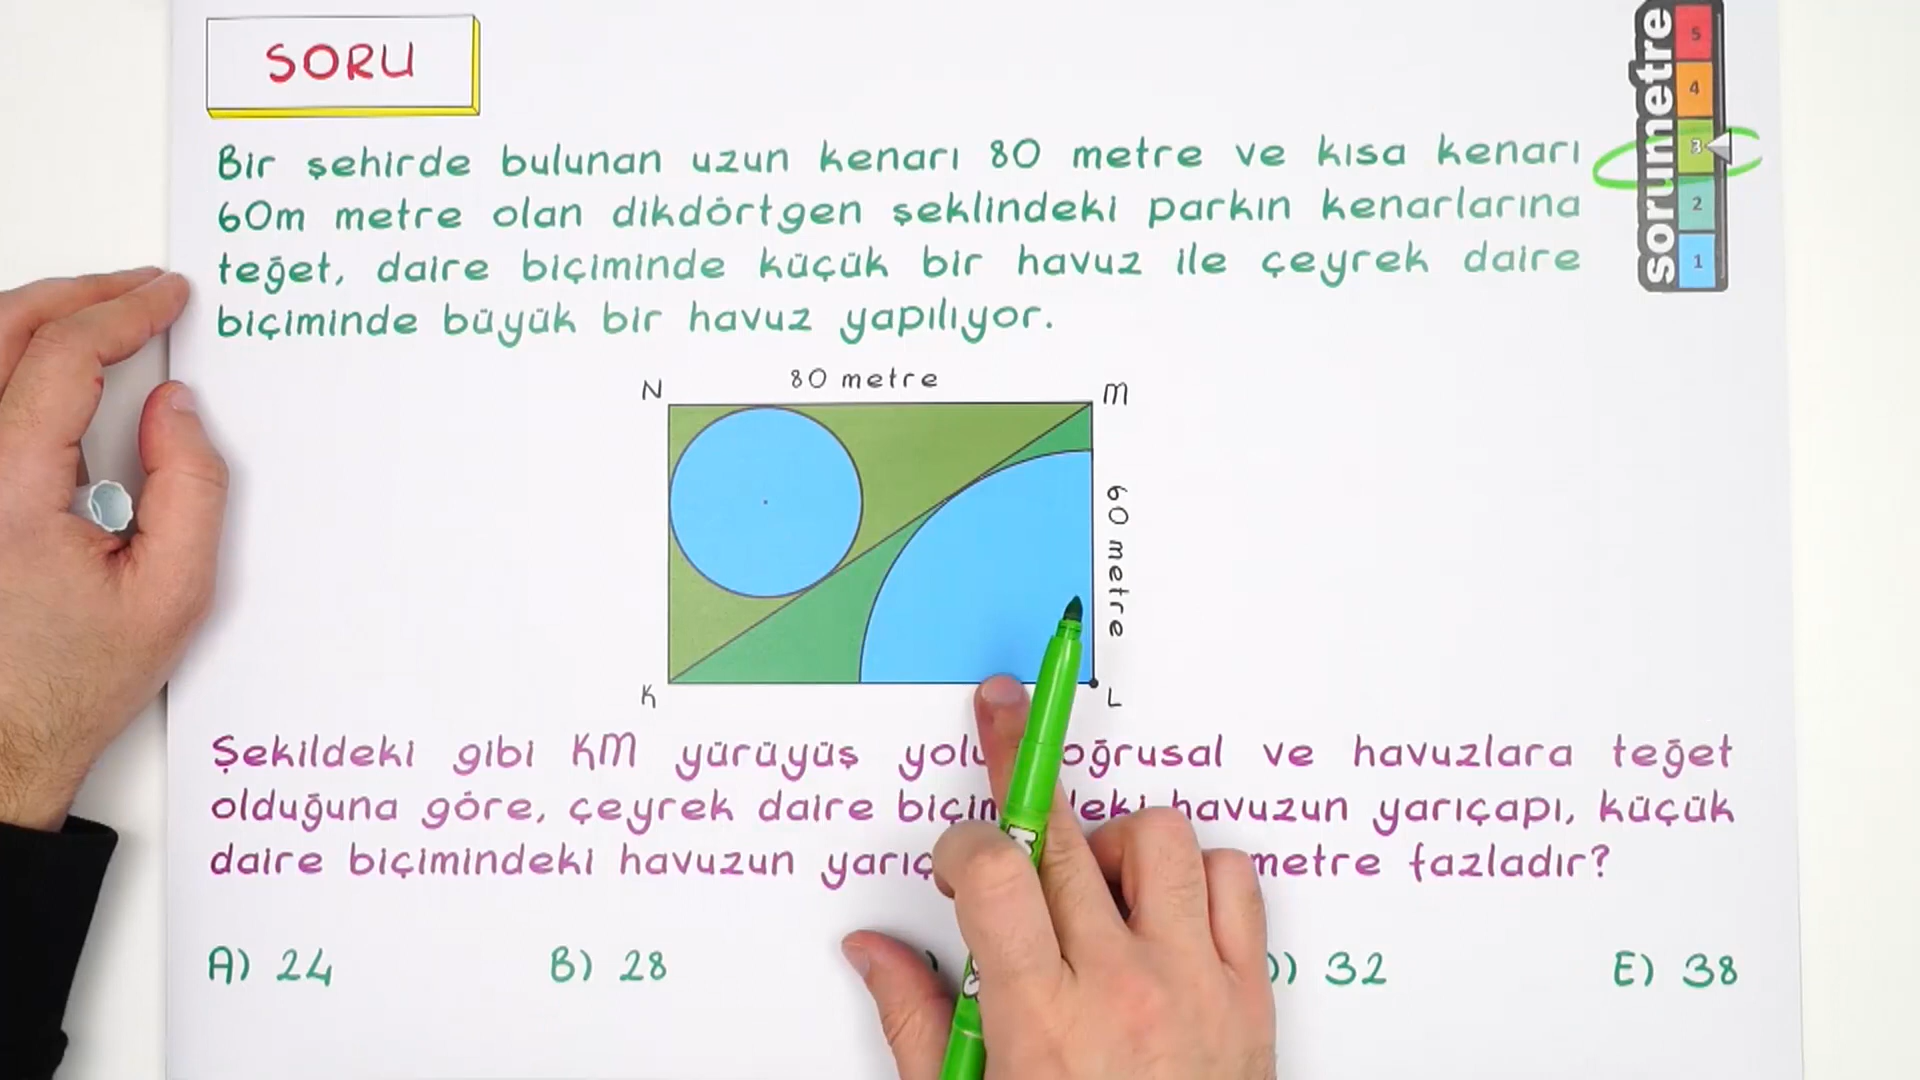 SORU
sorumetre
5
4
3
2
1
Bir şehirde bulunan uzun kenarı 80 metre ve kısa kenarı
60m metre olan dikdörtgen şeklindeki parkın kenarlarına
teğet, daire biçiminde küçük bir havuz ile çeyrek daire
biçiminde büyük bir havuz yapılıyor.
N 80 metre M
60 metre
K L
Şekildeki gibi KM yürüyüş yolu oğrusal ve havuzlara teğet
olduğuna göre, çeyrek daire havuzun yarıçapı, küçük
daire biçimindeki havuzun metre fazladır?
A) 24 B) 28 D) 32 E) 38